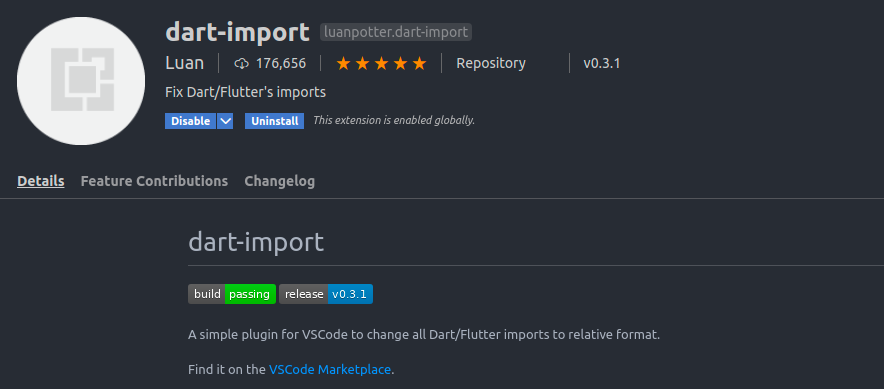 dart-import luanpotter.dart-import
Luan 176,656 Repository v0.3.1
Fix Dart/Flutter's imports
Disable Uninstall This extension is enabled globally.
Details Feature Contributions Changelog
dart-import
build passing release v0.3.1
A simple plugin for VSCode to change all Dart/Flutter imports to relative format.
Find it on the VSCode Marketplace.